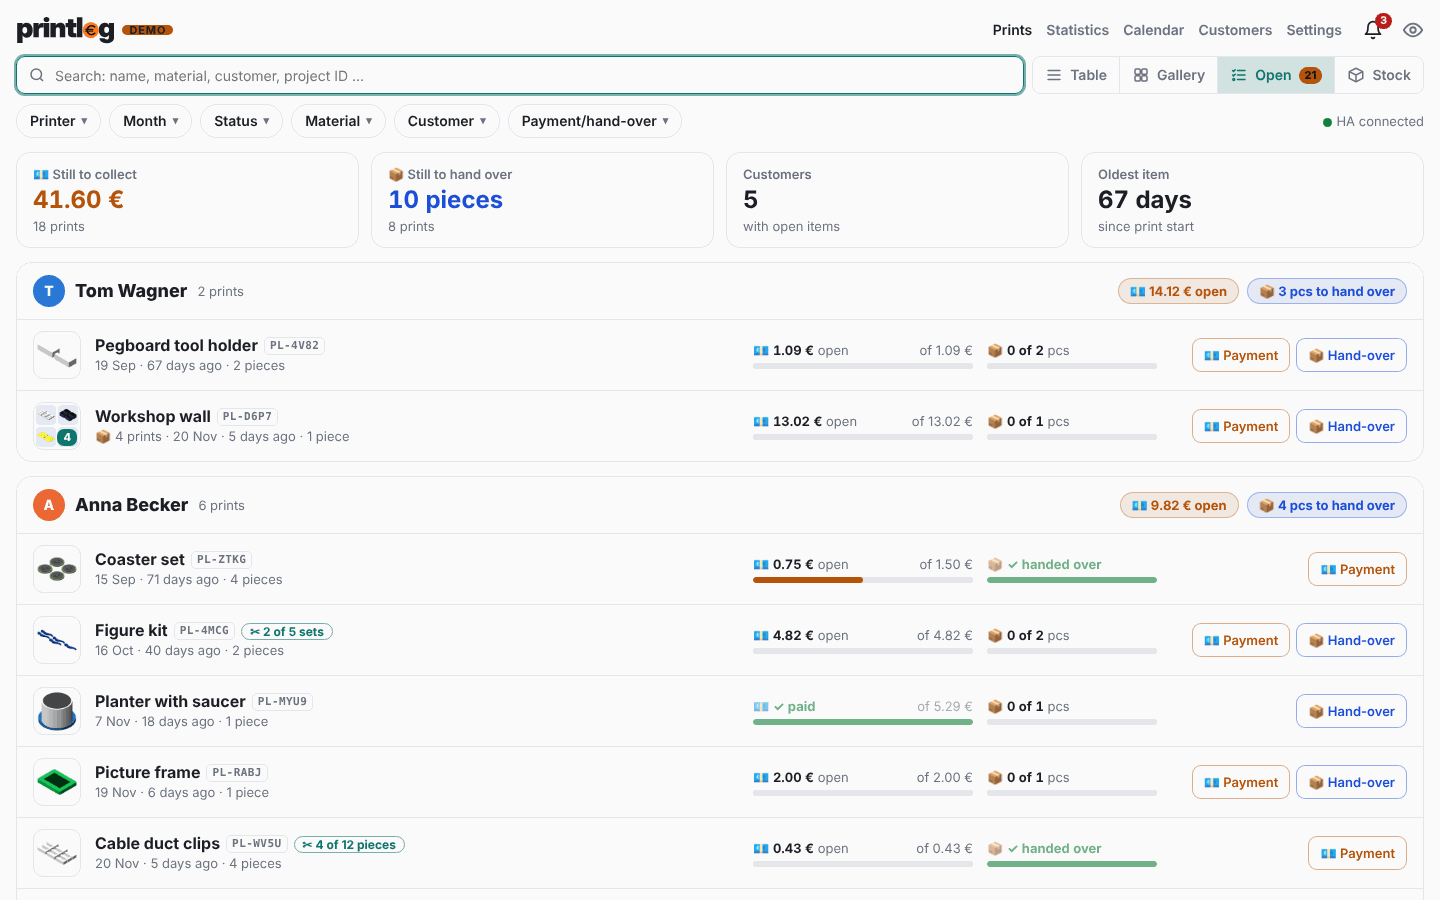 printl€g DEMO
Prints Statistics Calendar Customers Settings 3
Search: name, material, customer, project ID ...
Table Gallery Open 21 Stock
Printer ▾ Month ▾ Status ▾ Material ▾ Customer ▾ Payment/hand-over ▾
HA connected
💶 Still to collect
41.60 €
18 prints
📦 Still to hand over
10 pieces
8 prints
Customers
5
with open items
Oldest item
67 days
since print start
T Tom Wagner 2 prints 💶 14.12 € open 📦 3 pcs to hand over
Pegboard tool holder PL-4V82
19 Sep · 67 days ago · 2 pieces
💶 1.09 € open of 1.09 € 📦 0 of 2 pcs 💶 Payment 📦 Hand-over
4 Workshop wall PL-D6P7
📦 4 prints · 20 Nov · 5 days ago · 1 piece
💶 13.02 € open of 13.02 € 📦 0 of 1 pcs 💶 Payment 📦 Hand-over
A Anna Becker 6 prints 💶 9.82 € open 📦 4 pcs to hand over
Coaster set PL-ZTKG
15 Sep · 71 days ago · 4 pieces
💶 0.75 € open of 1.50 € 📦 ✓ handed over 💶 Payment
Figure kit PL-4MCG ✂ 2 of 5 sets
16 Oct · 40 days ago · 2 pieces
💶 4.82 € open of 4.82 € 📦 0 of 2 pcs 💶 Payment 📦 Hand-over
Planter with saucer PL-MYU9
7 Nov · 18 days ago · 1 piece
💶 ✓ paid of 5.29 € 📦 0 of 1 pcs 📦 Hand-over
Picture frame PL-RABJ
19 Nov · 6 days ago · 1 piece
💶 2.00 € open of 2.00 € 📦 0 of 1 pcs 💶 Payment 📦 Hand-over
Cable duct clips PL-WV5U ✂ 4 of 12 pieces
20 Nov · 5 days ago · 4 pieces
💶 0.43 € open of 0.43 € 📦 ✓ handed over 💶 Payment